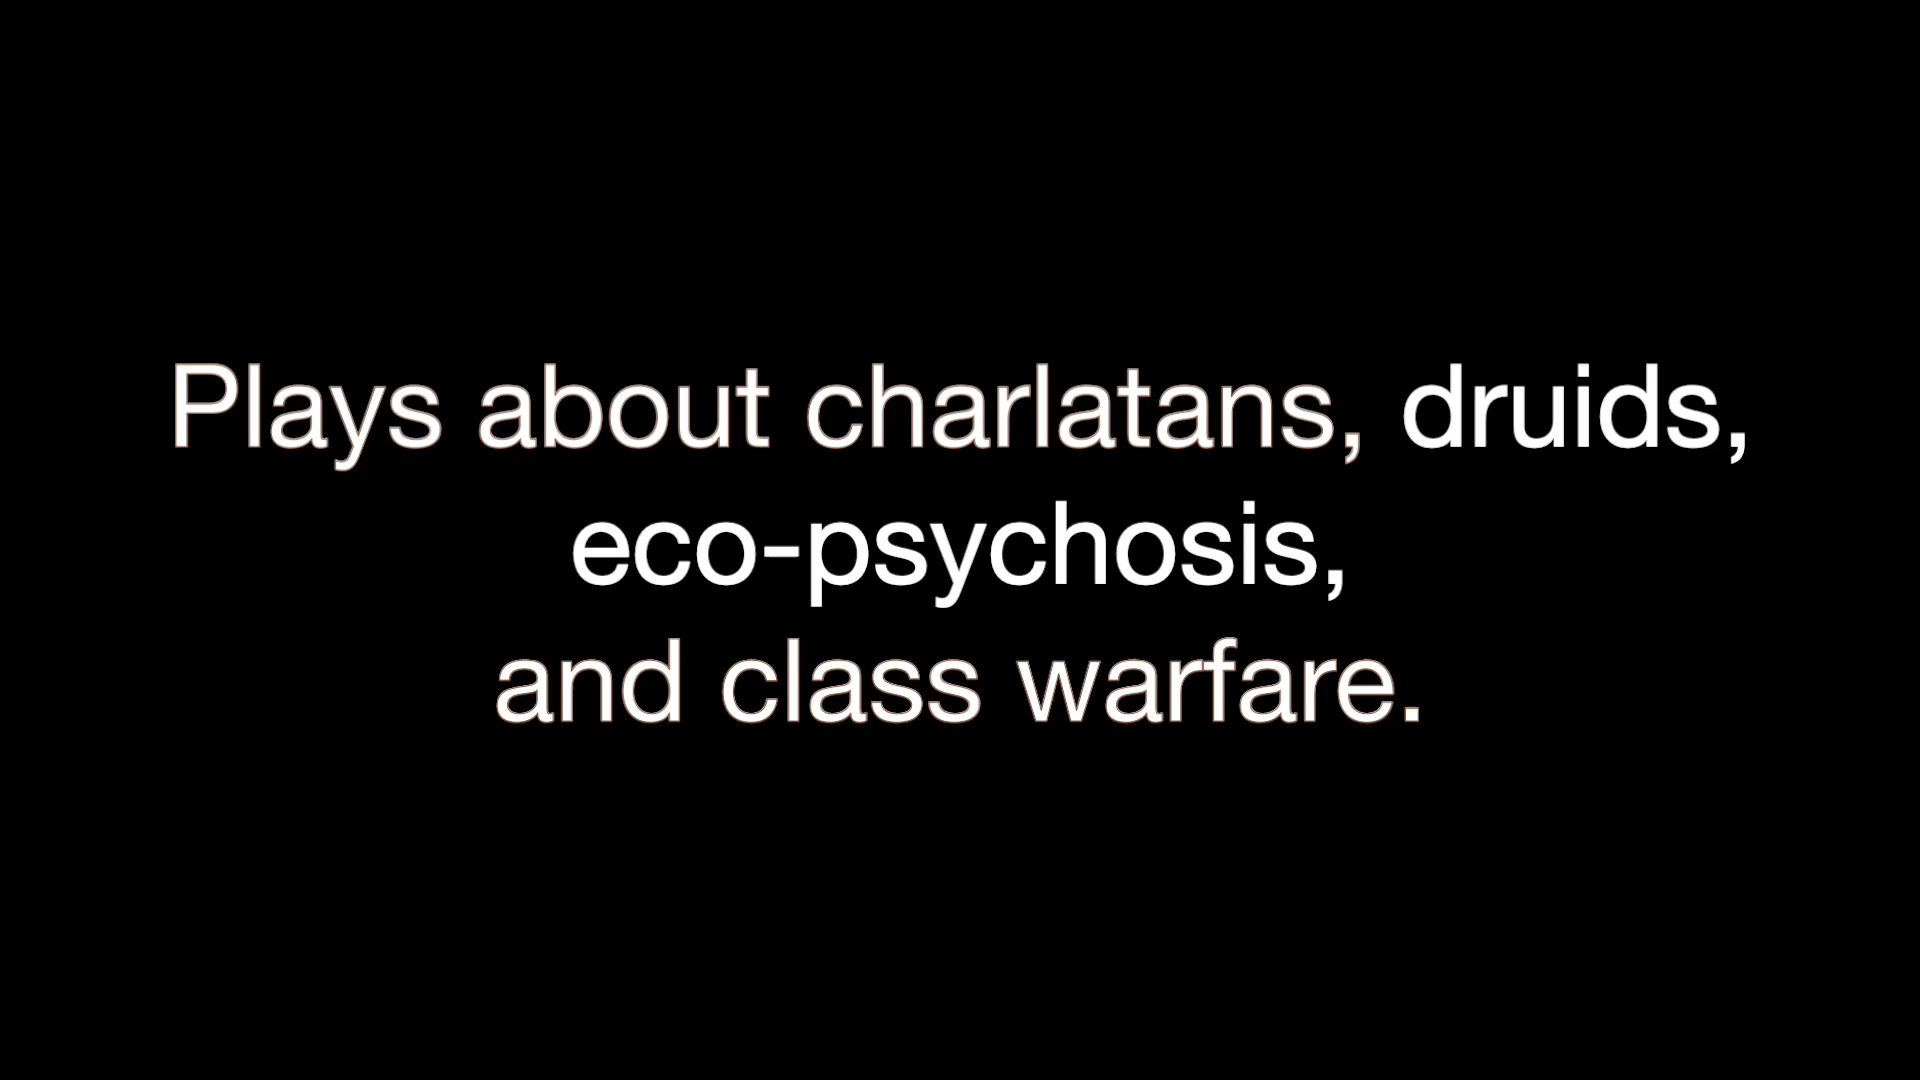 Plays about charlatans, druids,
eco-psychosis,
and class warfare.